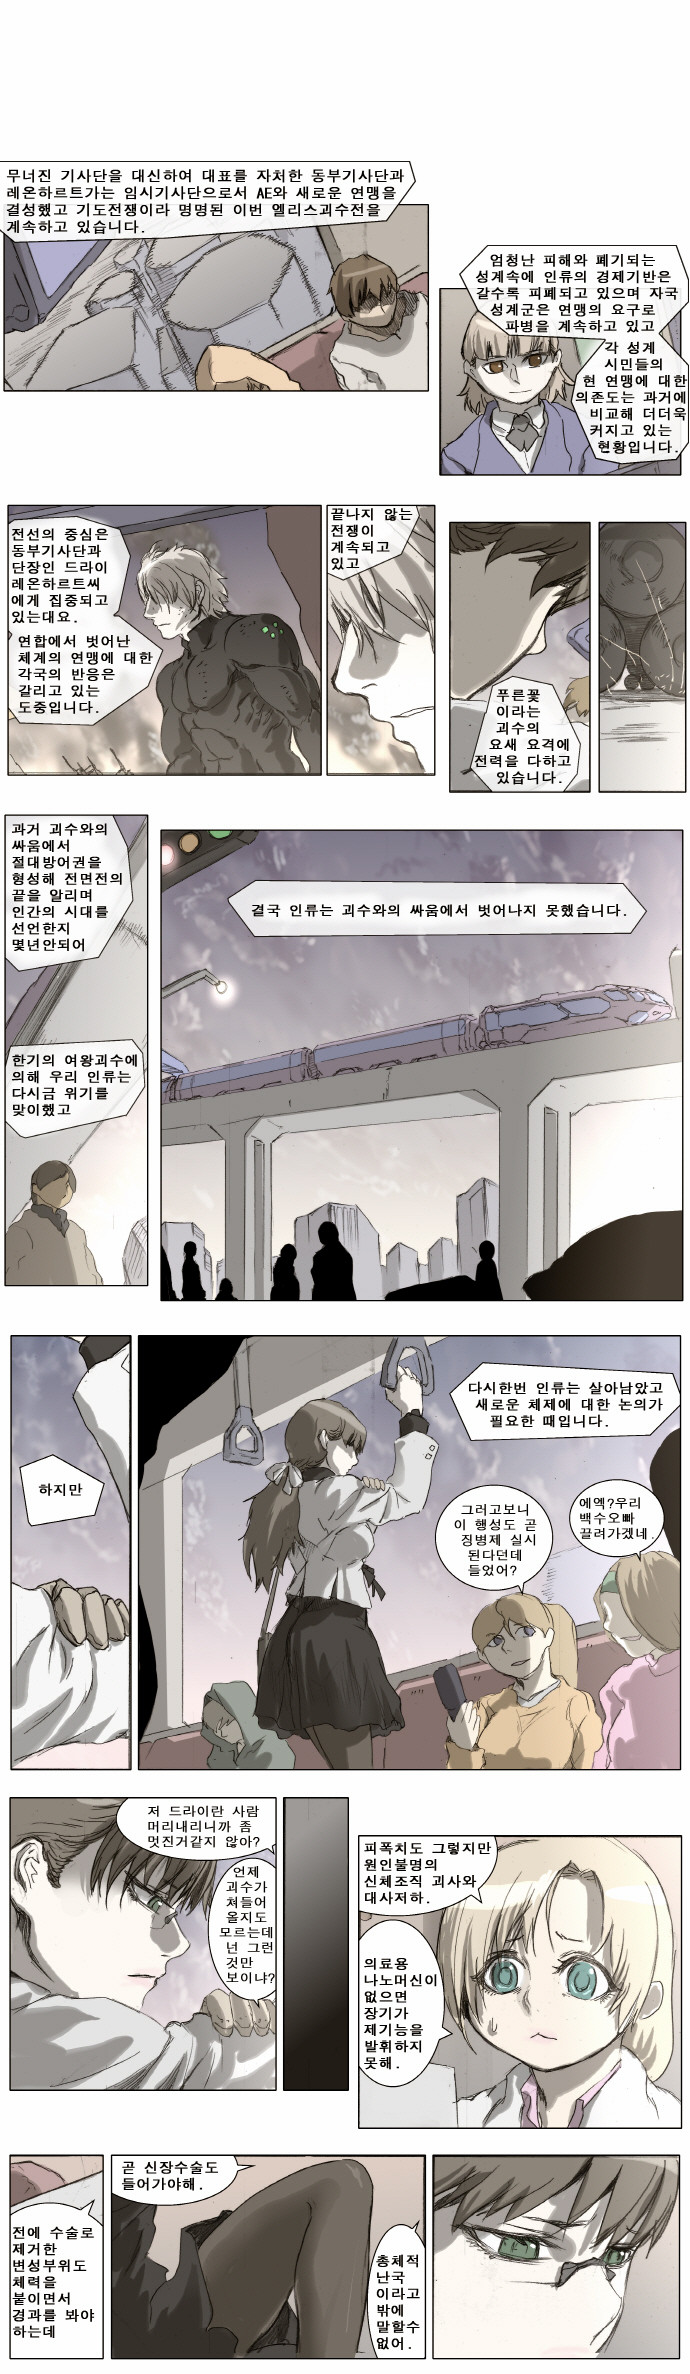 무너진 기사단을 대신하여 대표를 자처한 동부기사단과
레온하르트가는 임시기사단으로서 AE와 새로운 연맹을
결성했고 기도전쟁이라 명명된 이번 엘리스괴수전을
계속하고 있습니다.
엄청난 피해와 폐기되는
성계속에 인류의 경제기반은
갈수록 피폐되고 있으며 자국
성계군은 연맹의 요구로
파병을 계속하고 있고
각 성계
시민들의
현 연맹에 대한
의존도는 과거에
비교해 더더욱
커지고 있는
현황입니다.
전선의 중심은
동부기사단과
단장인 드라이
레온하르트씨
에게 집중되고
있는대요.
연합에서 벗어난
체계의 연맹에 대한
각국의 반응은
갈리고 있는
도중입니다.
끝나지 않는
전쟁이
계속되고
있고
푸른꽃
이라는
괴수의
요새 요격에
전력을 다하고
있습니다.
과거 괴수와의
싸움에서
절대방어권을
형성해 전면전의
끝을 알리며
인간의 시대를
선언한지
몇년안되어
한기의 여왕괴수에
의해 우리 인류는
다시금 위기를
맞이했고
결국 인류는 괴수와의 싸움에서 벗어나지 못했습니다.
하지만
다시한번 인류는 살아남았고
새로운 체제에 대한 논의가
필요한 때입니다.
그러고보니
이 행성도 곧
징병제 실시
된다던데
들었어?
에엑?우리
백수오빠
끌려가겠네.
저 드라이란 사람
머리내리니까 좀
멋진거같지 않아?
언제
괴수가
쳐들어
올지도
모르는데
넌 그런
것만
보이냐?
피폭치도 그렇지만
원인불명의
신체조직 괴사와
대사저하.
의료용
나노머신이
없으면
장기가
제기능을
발휘하지
못해.
전에 수술로
제거한
변성부위도
체력을
붙이면서
경과를 봐야
하는데
곧 신장수술도
들어가야해.
총체적
난국
이라고
밖에
말할수
없어.